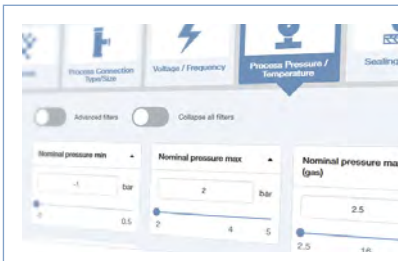 Process Connection
Type/Size
Voltage / Frequency
Process Pressure /
Temperature
Sealing
Advanced filters
Collapse all filters
Nominal pressure min
Nominal pressure max
Nominal pressure ma
(gas)
-1
bar
2
bar
2.5
0.5
2
4
5
2.5
16